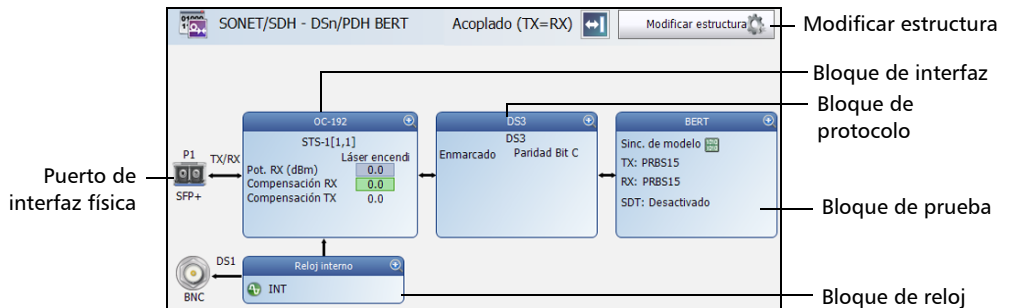 SONET/SDH - DSn/PDH BERT
Acoplado (TX=RX)
Modificar estructura
Modificar estructura
Bloque de interfaz
Bloque de
protocolo
OC-192
DS3
BERT
STS-1[1,1]
Láser encendi
Pot. RX (dBm) 0.0
Compensación RX 0.0
Compensación TX 0.0
DS3
Enmarcado Paridad Bit C
Sinc. de modelo
TX: PRBS15
RX: PRBS15
SDT: Desactivado
P1
TX/RX
SFP+
Puerto de
interfaz física
Bloque de prueba
DS1
BNC
Reloj interno
INT
Bloque de reloj